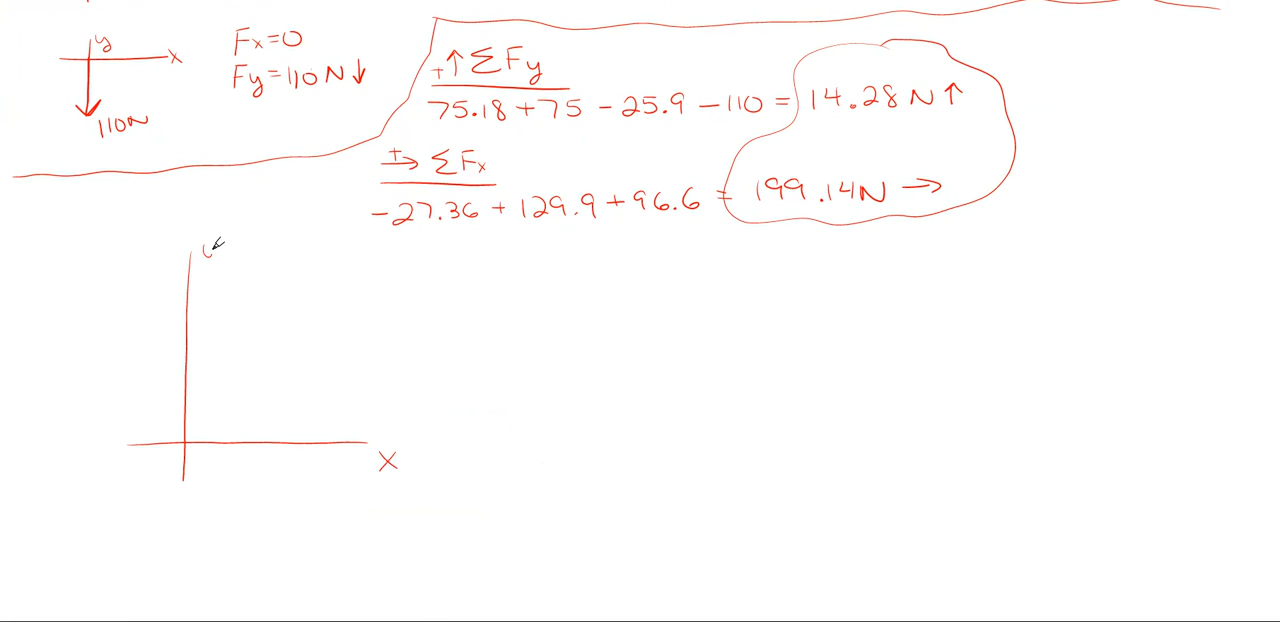 y
x
110N
Fx=0
Fy=110N↓
+↑ΣFy
75.18+75-25.9-110=14.28N↑
+→ΣFx
-27.36+129.9+96.6=199.14N→
x